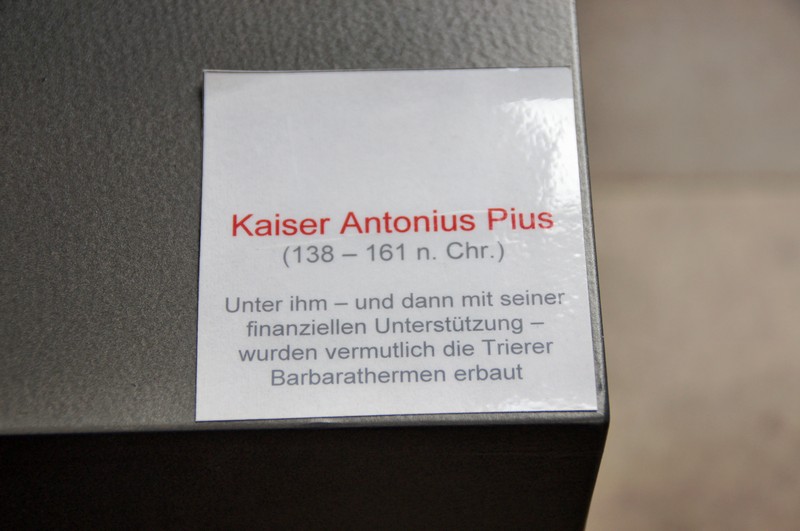 Kaiser Antonius Pius
(138 – 161 n. Chr.)
Unter ihm – und dann mit seiner
finanziellen Unterstützung –
wurden vermutlich die Trierer
Barbarathermen erbaut